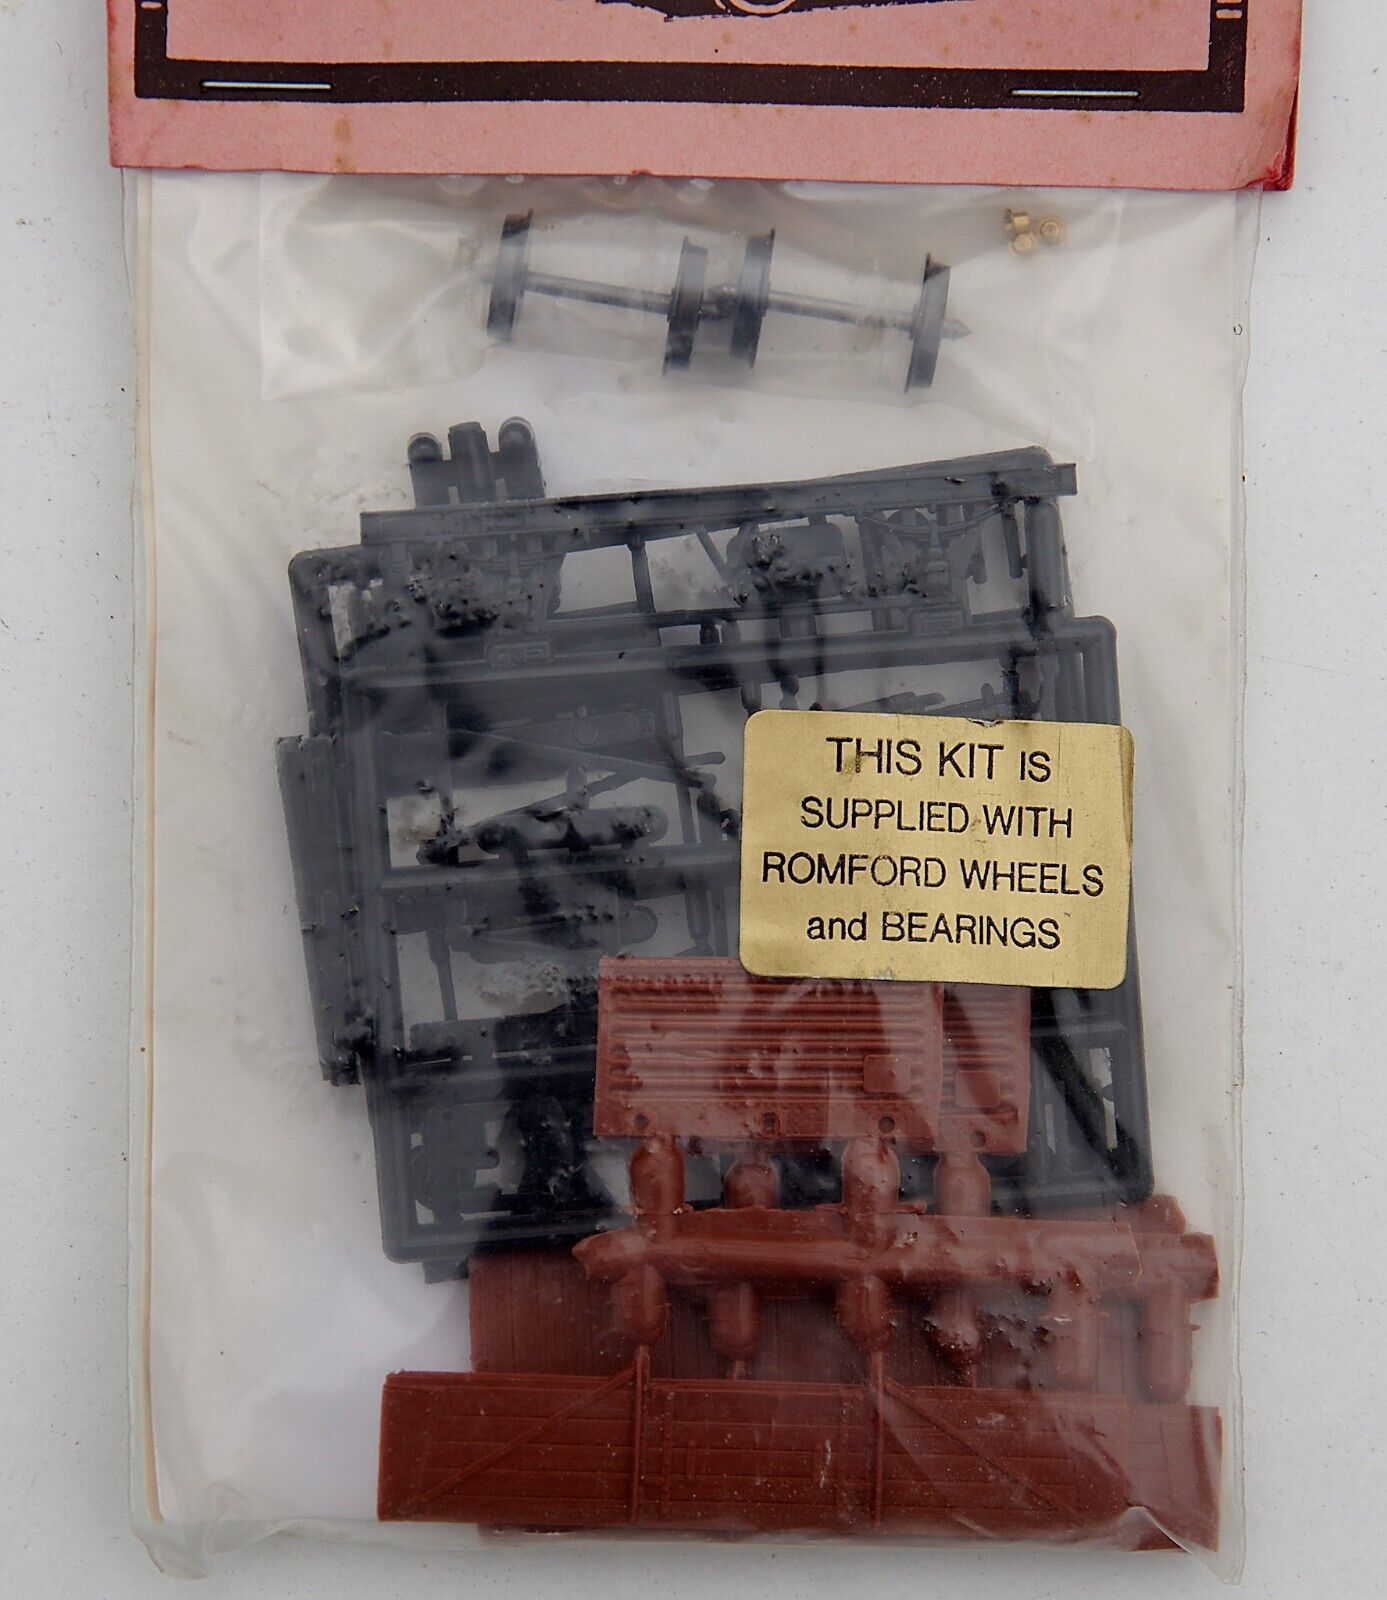 THIS KIT IS
SUPPLIED WITH
ROMFORD WHEELS
and BEARINGS